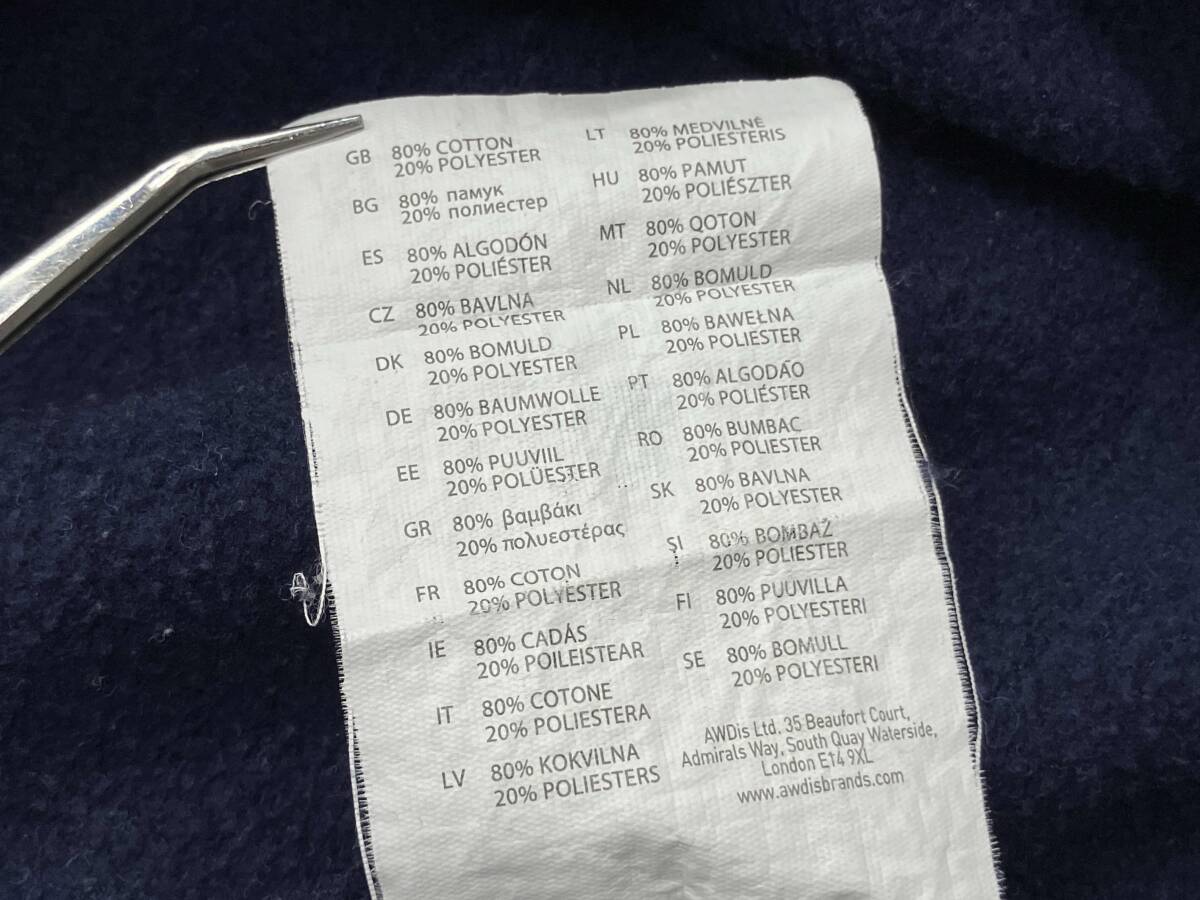 GB 80% COTTON
20% POLYESTER
BG 80% памук
20% полиестер
ES 80% ALGODÓN
20% POLIÉSTER
CZ 80% BAVLNA
20% POLYESTER
DK 80% BOMULD
20% POLYESTER
DE 80% BAUMWOLLE
20% POLYESTER
EE 80% PUUVIIL
20% POLÜESTER
GR 80% βαμβάκι
20% πολυεστέρας
FR 80% COTON
20% POLYESTER
IE 80% CADÁS
20% POILEISTEAR
IT 80% COTONE
20% POLIESTERA
LV 80% KOKVILNA
20% POLIESTERS
LT 80% MEDVILNĖ
20% POLIESTERIS
HU 80% PAMUT
20% POLIÉSZTER
MT 80% QOTON
20% POLYESTER
NL 80% BOMULD
20% POLYESTER
PL 80% BAWEŁNA
20% POLIESTER
PT 80% ALGODÃO
20% POLIÉSTER
RO 80% BUMBAC
20% POLIESTER
SK 80% BAVLNA
20% POLYESTER
SI 80% BOMBAŽ
20% POLIESTER
FI 80% PUUVILLA
20% POLYESTERI
SE 80% BOMULL
20% POLYESTERI
AWDis Ltd. 35 Beaufort Court,
Admirals Way, South Quay Waterside,
London E14 9XL
www.awdisbrands.com